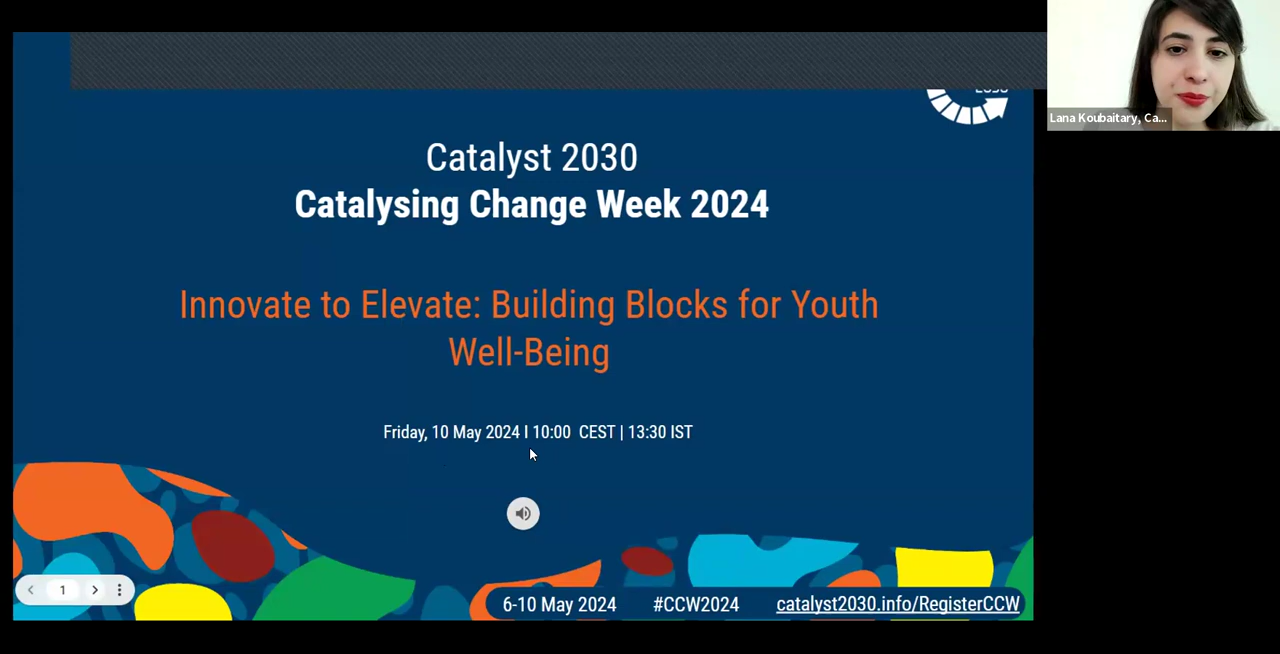 Lana Koubaitary, Ca...
Catalyst 2030
Catalysing Change Week 2024
Innovate to Elevate: Building Blocks for Youth
Well-Being
Friday, 10 May 2024 I 10:00 CEST | 13:30 IST
1
6-10 May 2024 #CCW2024 catalyst2030.info/RegisterCCW